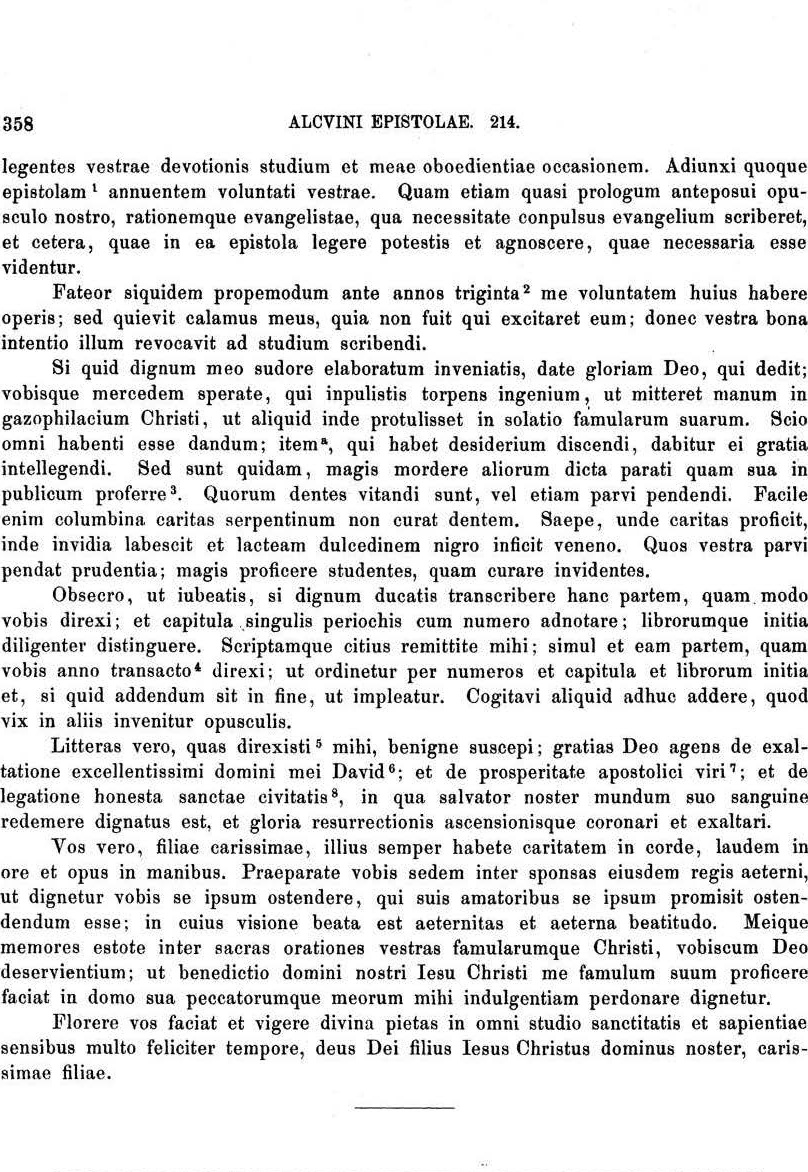 358 ALCVINI EPISTOLAE. 214.
legentes vestrae devotionis studium et meae oboedientiae occasionem. Adiunxi quoque
epistolam¹ annuentem voluntati vestrae. Quam etiam quasi prologum anteposui opu-
sculo nostro, rationemque evangelistae, qua necessitate conpulsus evangelium scriberet,
et cetera, quae in ea epistola legere potestis et agnoscere, quae necessaria esse
videntur.
Fateor siquidem propemodum ante annos triginta² me voluntatem huius habere
operis; sed quievit calamus meus, quia non fuit qui excitaret eum; donec vestra bona
intentio illum revocavit ad studium scribendi.
Si quid dignum meo sudore elaboratum inveniatis, date gloriam Deo, qui dedit;
vobisque mercedem sperate, qui inpulistis torpens ingenium, ut mitteret manum in
gazophilacium Christi, ut aliquid inde protulisset in solatio famularum suarum. Scio
omni habenti esse dandum; itemᵃ, qui habet desiderium discendi, dabitur ei gratia
intellegendi. Sed sunt quidam, magis mordere aliorum dicta parati quam sua in
publicum proferre³. Quorum dentes vitandi sunt, vel etiam parvi pendendi. Facile
enim columbina caritas serpentinum non curat dentem. Saepe, unde caritas proficit,
inde invidia labescit et lacteam dulcedinem nigro inficit veneno. Quos vestra parvi
pendat prudentia; magis proficere studentes, quam curare invidentes.
Obsecro, ut iubeatis, si dignum ducatis transcribere hanc partem, quam modo
vobis direxi; et capitula singulis periochis cum numero adnotare; librorumque initia
diligenter distinguere. Scriptamque citius remittite mihi; simul et eam partem, quam
vobis anno transacto⁴ direxi; ut ordinetur per numeros et capitula et librorum initia
et, si quid addendum sit in fine, ut impleatur. Cogitavi aliquid adhuc addere, quod
vix in aliis invenitur opusculis.
Litteras vero, quas direxisti⁵ mihi, benigne suscepi; gratias Deo agens de exal-
tatione excellentissimi domini mei David⁶; et de prosperitate apostolici viri⁷; et de
legatione honesta sanctae civitatis⁸, in qua salvator noster mundum suo sanguine
redemere dignatus est, et gloria resurrectionis ascensionisque coronari et exaltari.
Vos vero, filiae carissimae, illius semper habete caritatem in corde, laudem in
ore et opus in manibus. Praeparate vobis sedem inter sponsas eiusdem regis aeterni,
ut dignetur vobis se ipsum ostendere, qui suis amatoribus se ipsum promisit osten-
dendum esse; in cuius visione beata est aeternitas et aeterna beatitudo. Meique
memores estote inter sacras orationes vestras famularumque Christi, vobiscum Deo
deservientium; ut benedictio domini nostri Iesu Christi me famulum suum proficere
faciat in domo sua peccatorumque meorum mihi indulgentiam perdonare dignetur.
Florere vos faciat et vigere divina pietas in omni studio sanctitatis et sapientiae
sensibus multo feliciter tempore, deus Dei filius Iesus Christus dominus noster, caris-
simae filiae.